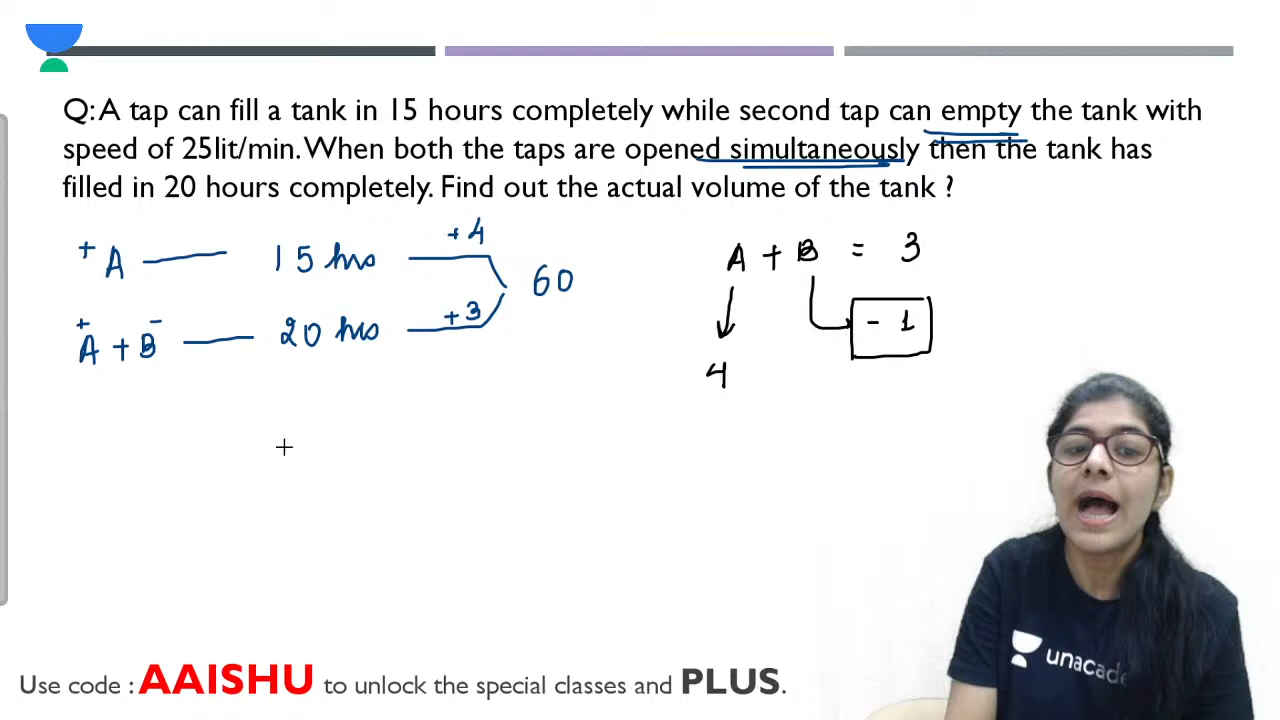 Q: A tap can fill a tank in 15 hours completely while second tap can empty the tank with
speed of 25lit/min. When both the taps are opened simultaneously then the tank has
filled in 20 hours completely. Find out the actual volume of the tank ?
+A — 15 hrs +4
60
+A + B- — 20 hrs +3
A + B = 3
- 1
4
+
unacade
Use code : AAISHU to unlock the special classes and PLUS.